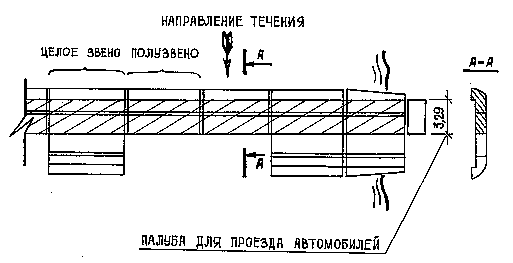 НАПРАВЛЕНИЕ ТЕЧЕНИЯ
ЦЕЛОЕ ЗВЕНО ПОЛУЗВЕНО
А
А-А
3,29
А
ПАЛУБА ДЛЯ ПРОЕЗДА АВТОМОБИЛЕЙ